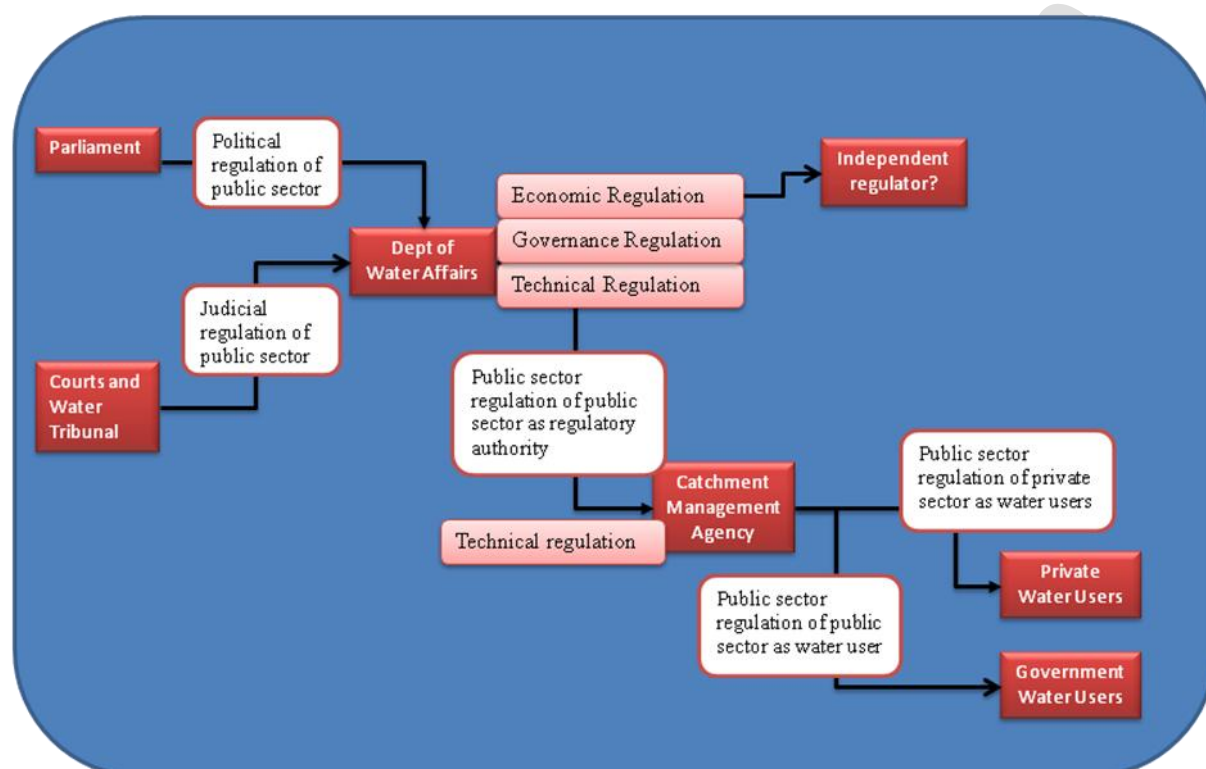 Parliament
Political
regulation of
public sector
Independent
regulator?
Economic Regulation
Governance Regulation
Technical Regulation
Dept of
Water Affairs
Judicial
regulation of
public sector
Courts and
Water
Tribunal
Public sector
regulation of public
sector as regulatory
authority
Catchment
Management
Agency
Technical regulation
Public sector
regulation of private
sector as water users
Private
Water Users
Public sector
regulation of public
sector as water user
Government
Water Users